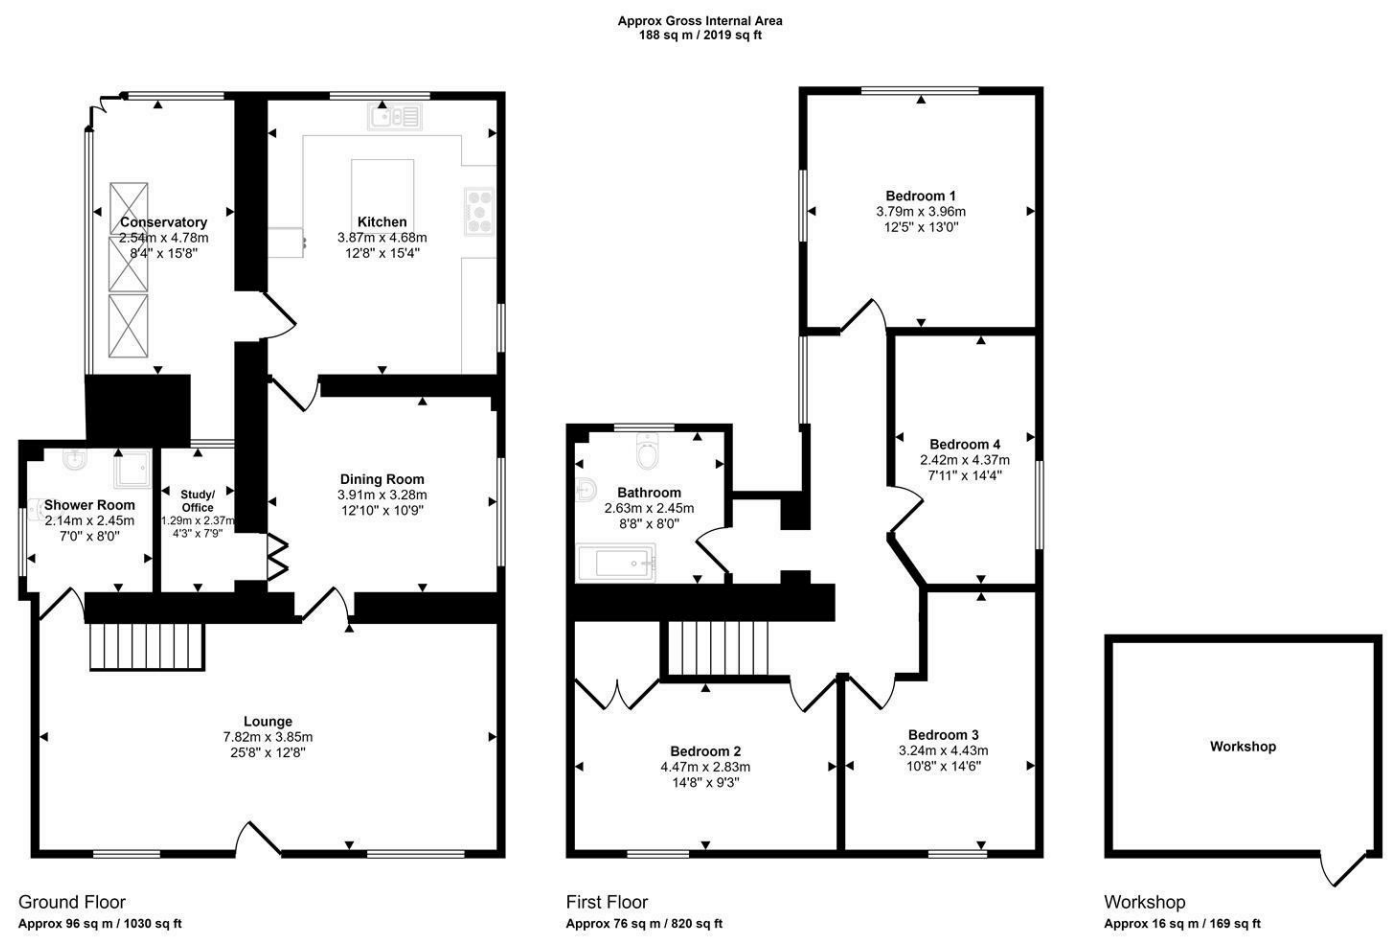 Approx Gross Internal Area
188 sq m / 2019 sq ft
Conservatory
2.54m x 4.78m
8'4" x 15'8"
Kitchen
3.87m x 4.68m
12'8" x 15'4"
Dining Room
3.91m x 3.28m
12'10" x 10'9"
Shower Room
2.14m x 2.45m
7'0" x 8'0"
Study/
Office
1.29m x 2.37m
4'3" x 7'9"
Lounge
7.82m x 3.85m
25'8" x 12'8"
Bedroom 1
3.79m x 3.96m
12'5" x 13'0"
Bedroom 4
2.42m x 4.37m
7'11" x 14'4"
Bathroom
2.63m x 2.45m
8'8" x 8'0"
Bedroom 2
4.47m x 2.83m
14'8" x 9'3"
Bedroom 3
3.24m x 4.43m
10'8" x 14'6"
Workshop
Ground Floor
Approx 96 sq m / 1030 sq ft
First Floor
Approx 76 sq m / 820 sq ft
Workshop
Approx 16 sq m / 169 sq ft